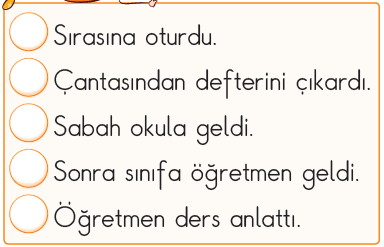 Sırasına oturdu.
Çantasından defterini çıkardı.
Sabah okula geldi.
Sonra sınıfa öğretmen geldi.
Öğretmen ders anlattı.